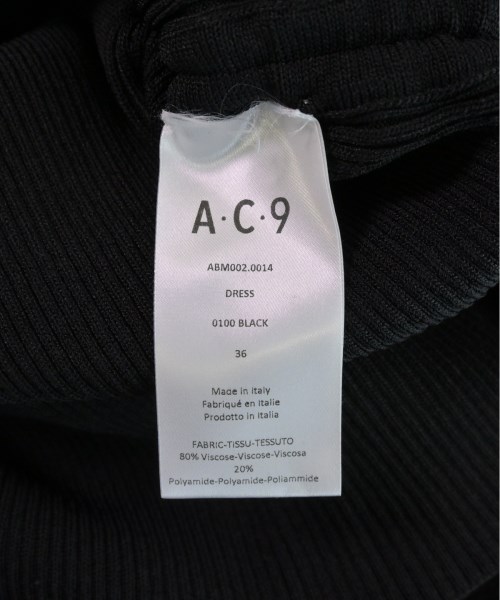 A·C·9
ABM002.0014
DRESS
0100 BLACK
36
Made in Italy
Fabriqué en Italie
Prodotto in Italia
FABRIC-TISSU-TESSUTO
80% Viscose-Viscose-Viscosa
20%
Polyamide-Polyamide-Poliammide